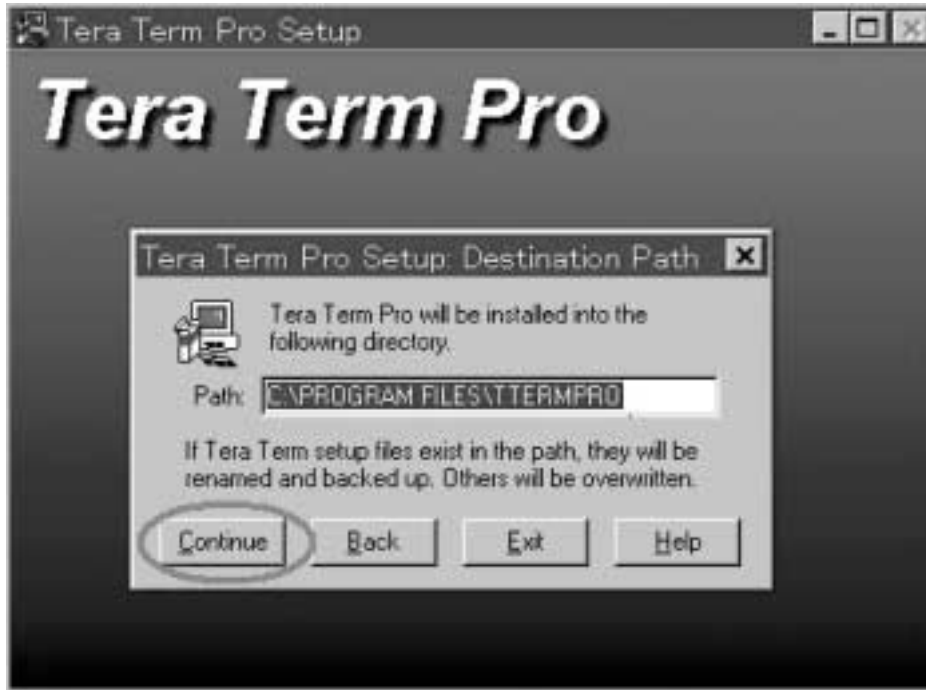 Tera Term Pro Setup
Tera Term Pro
Tera Term Pro Setup: Destination Path
Tera Term Pro will be installed into the
following directory.
Path: C:\PROGRAM FILES\TTERMPRO
If Tera Term setup files exist in the path, they will be
renamed and backed up. Others will be overwritten.
Continue Back Exit Help